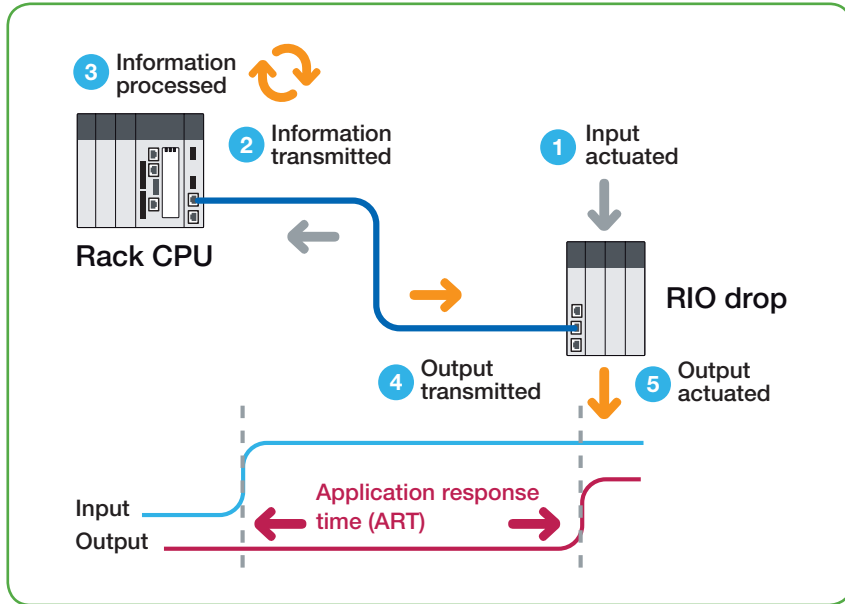 3 Information
processed
2 Information
transmitted
1 Input
actuated
Rack CPU
RIO drop
4 Output
transmitted
5 Output
actuated
Application response
time (ART)
Input
Output